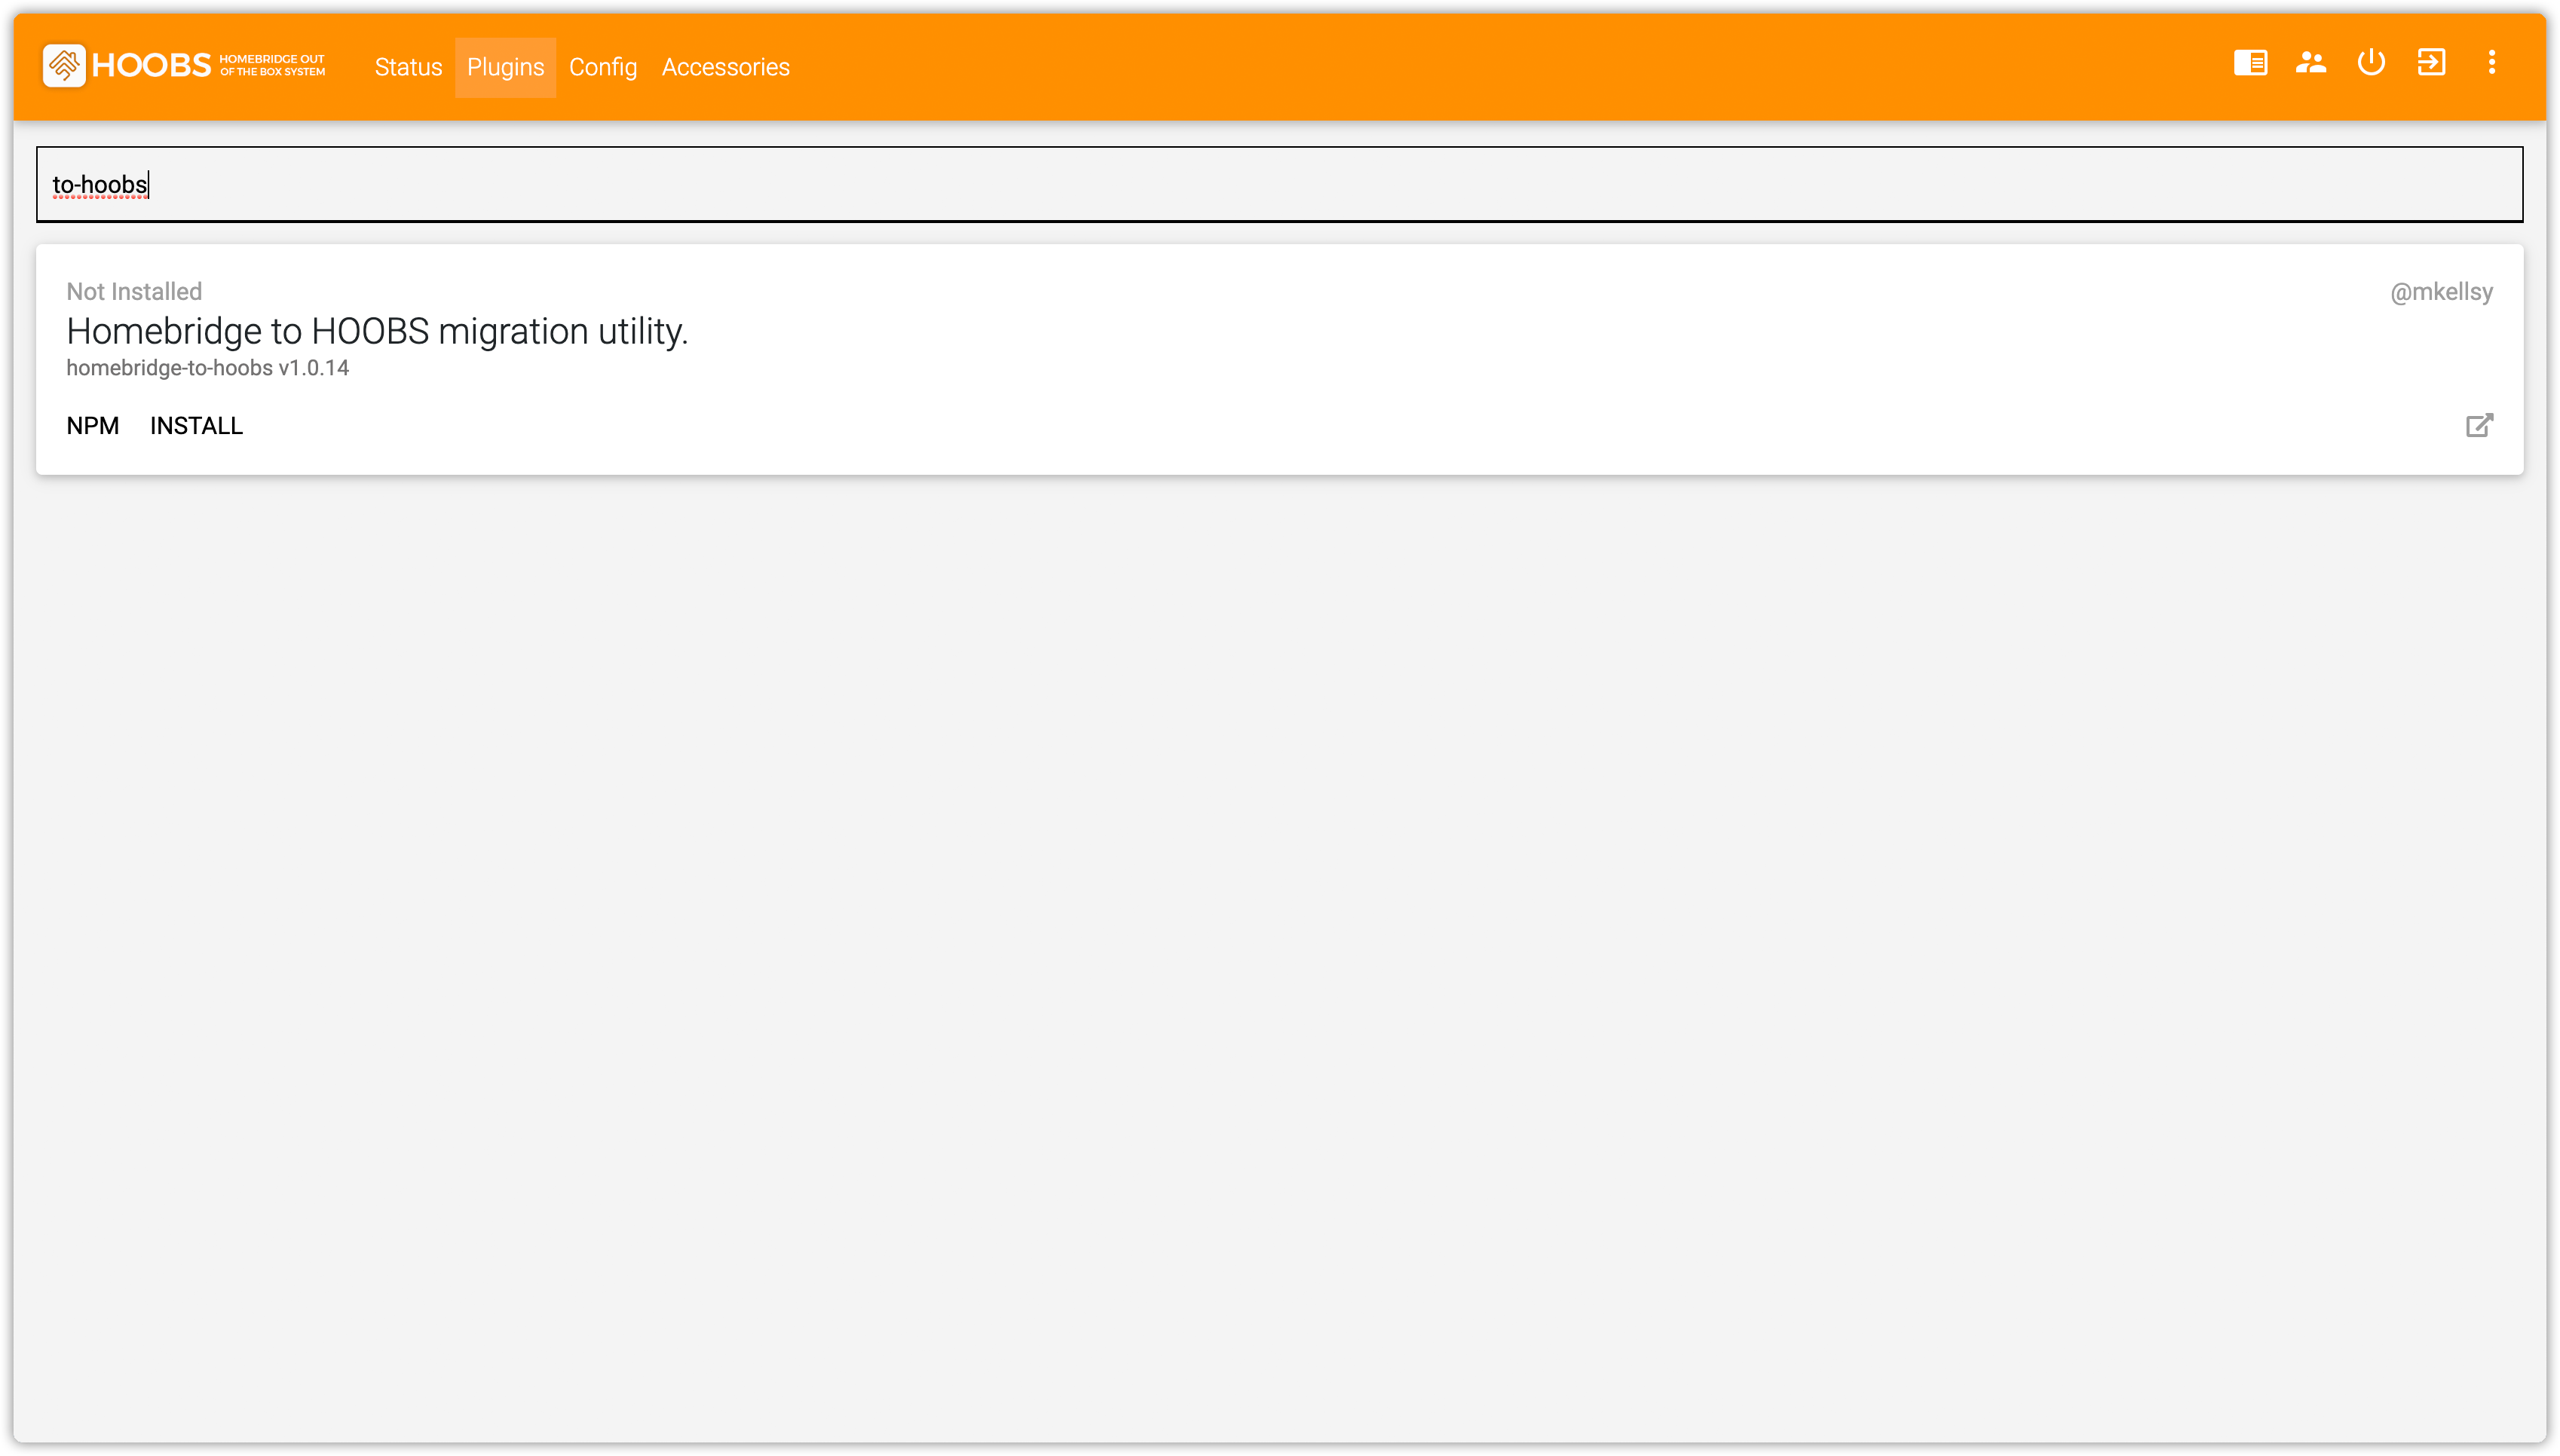 HOOBS HOMEBRIDGE OUT
OF THE BOX SYSTEM
Status Plugins Config Accessories
to-hoobs
Not Installed @mkellsy
Homebridge to HOOBS migration utility.
homebridge-to-hoobs v1.0.14
NPM INSTALL